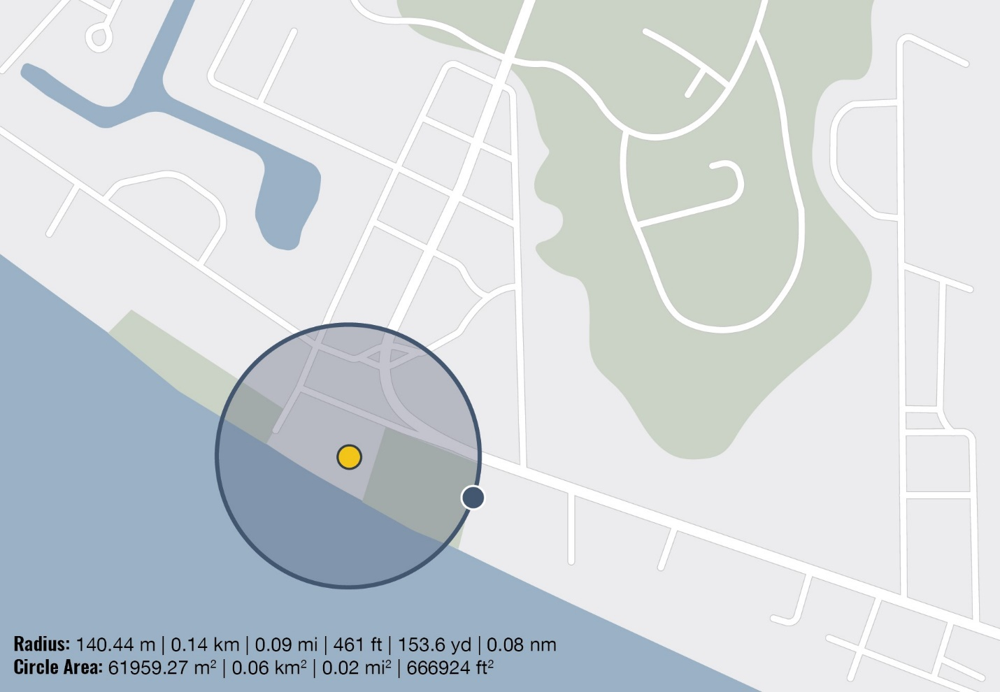 Radius: 140.44 m | 0.14 km | 0.09 mi | 461 ft | 153.6 yd | 0.08 nm
Circle Area: 61959.27 m² | 0.06 km² | 0.02 mi² | 666924 ft²